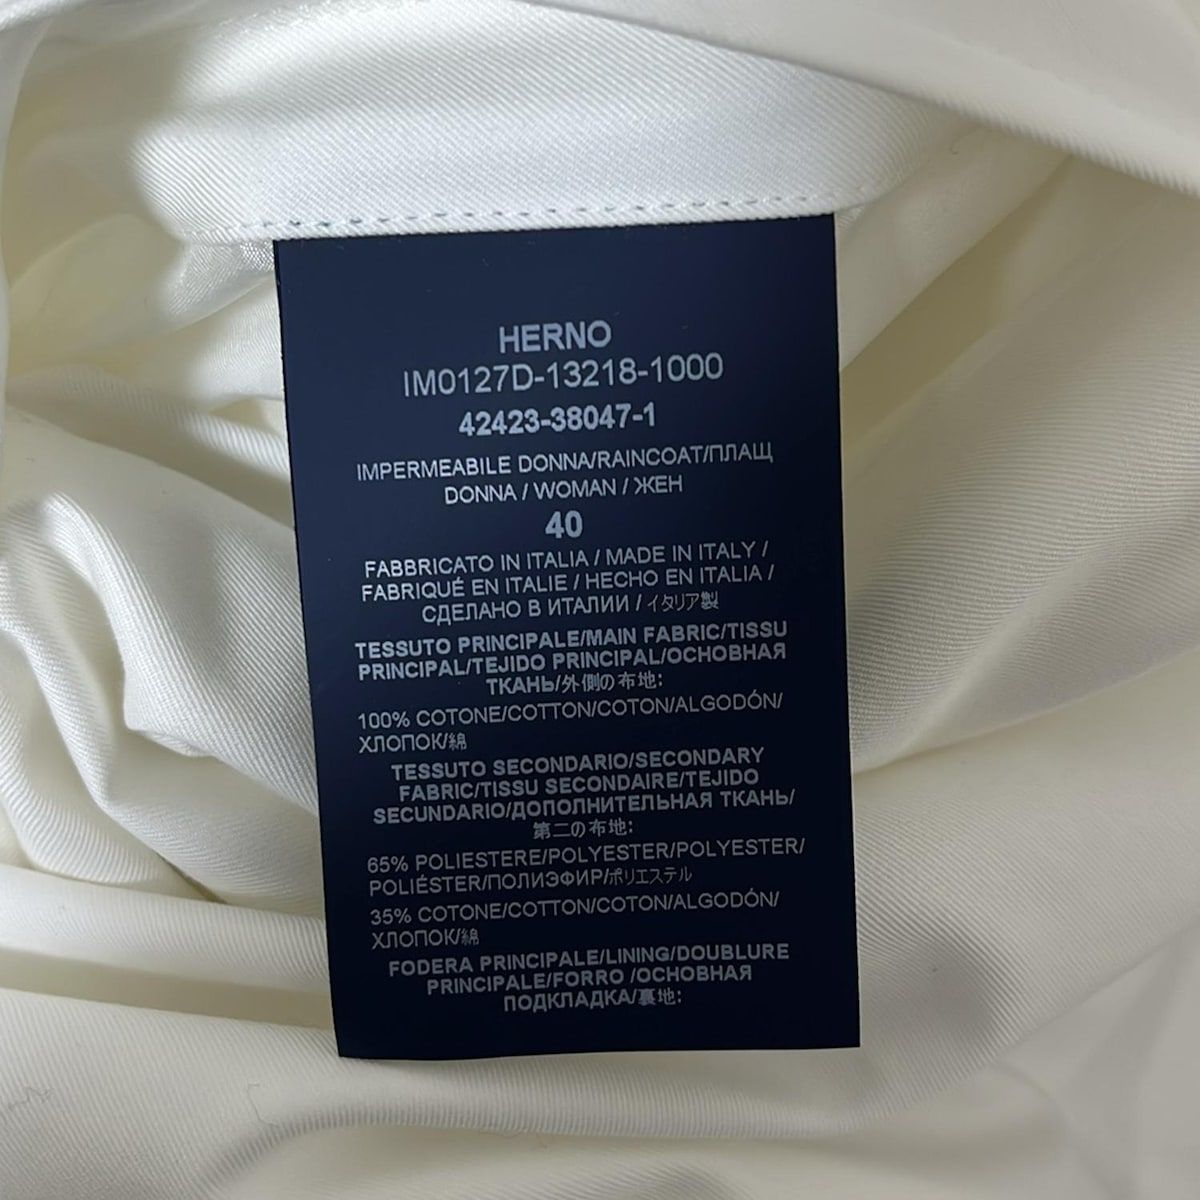 HERNO
IM0127D-13218-1000
42423-38047-1
IMPERMEABILE DONNA/RAINCOAT/ПЛАЩ
DONNA / WOMAN / ЖЕН
40
FABBRICATO IN ITALIA / MADE IN ITALY /
FABRIQUÉ EN ITALIE / HECHO EN ITALIA /
СДЕЛАНО В ИТАЛИИ / イタリア製
TESSUTO PRINCIPALE/MAIN FABRIC/TISSU
PRINCIPAL/TEJIDO PRINCIPAL/ОСНОВНАЯ
ТКАНЬ/外側の布地:
100% COTONE/COTTON/COTON/ALGODÓN/
ХЛОПОК/綿
TESSUTO SECONDARIO/SECONDARY
FABRIC/TISSU SECONDAIRE/TEJIDO
SECUNDARIO/ДОПОЛНИТЕЛЬНАЯ ТКАНЬ/
第二の布地:
65% POLIESTERE/POLYESTER/POLYESTER/
POLIÉSTER/ПОЛИЭФИР/ポリエステル
35% COTONE/COTTON/COTON/ALGODÓN/
ХЛОПОК/綿
FODERA PRINCIPALE/LINING/DOUBLURE
PRINCIPALE/FORRO /ОСНОВНАЯ
ПОДКЛАДКА/裏地: